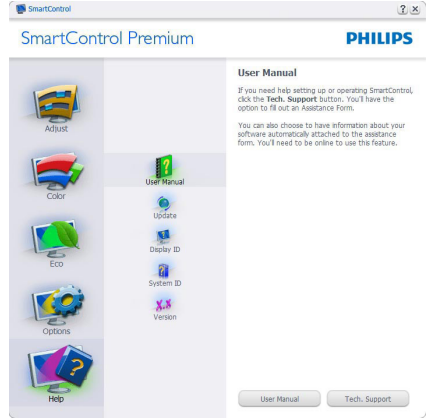 SmartControl
SmartControl Premium
PHILIPS
Adjust
Color
Eco
Options
Help
User Manual
Update
Display ID
System ID
X.X
Version
User Manual
If you need help setting up or operating SmartControl,
click the Tech. Support button. You'll have the
option to fill out an Assistance Form.
You can also choose to have information about your
software automatically attached to the assistance
form. You'll need to be online to use this feature.
User Manual
Tech. Support